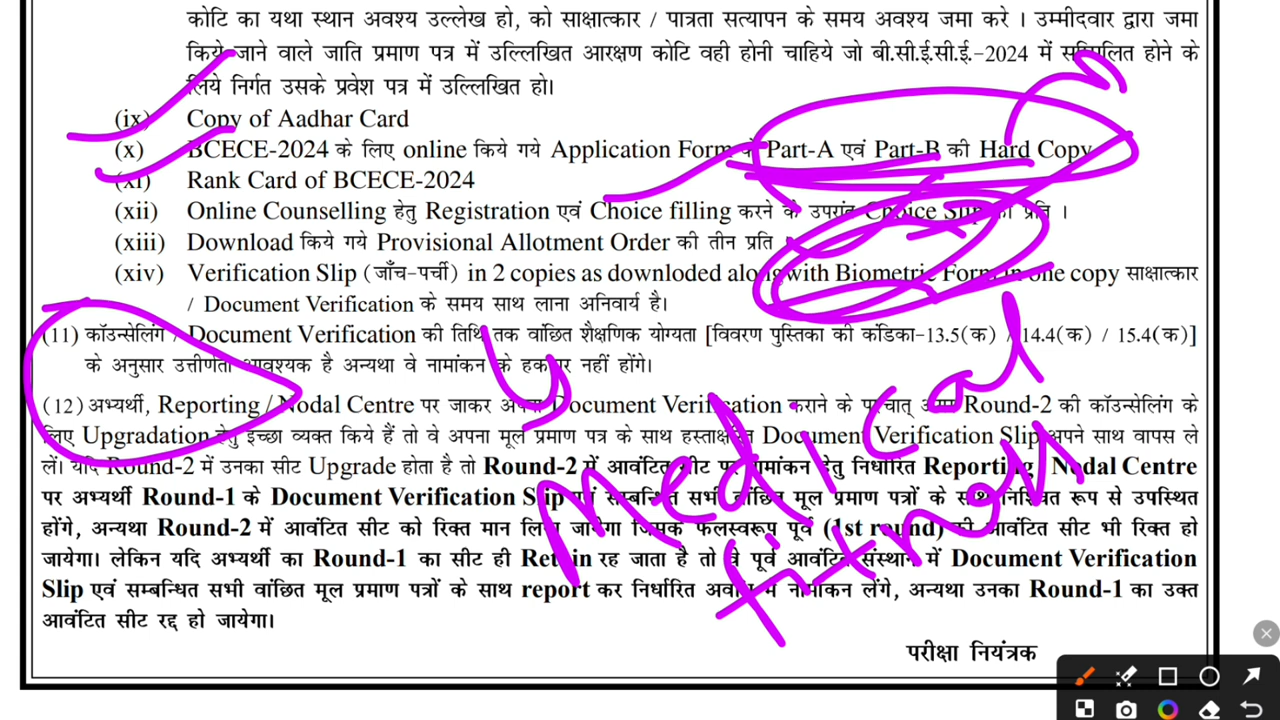 कोटि का यथा स्थान अवश्य उल्लेख हो, को साक्षात्कार / पात्रता सत्यापन के समय अवश्य जमा करे । उम्मीदवार द्वारा जमा
किये जाने वाले जाति प्रमाण पत्र में उल्लिखित आरक्षण कोटि वही होनी चाहिये जो बी.सी.ई.सी.ई.-2024 में सम्मिलित होने के
लिये निर्गत उसके प्रवेश पत्र में उल्लिखित हो।
(ix) Copy of Aadhar Card
(x) BCECE-2024 के लिए online किये गये Application Form के Part-A एवं Part-B की Hard Copy
(xi) Rank Card of BCECE-2024
(xii) Online Counselling हेतु Registration एवं Choice filling करने के उपरांत Choice Slip की प्रति ।
(xiii) Download किये गये Provisional Allotment Order की तीन प्रति
(xiv) Verification Slip (जाँच-पर्ची) in 2 copies as downloded along with Biometric Form in one copy साक्षात्कार
/ Document Verification के समय साथ लाना अनिवार्य है।
(11) कॉउन्सेलिंग / Document Verification की तिथि तक वांछित शैक्षणिक योग्यता [विवरण पुस्तिका की कंडिका-13.5(क) / 14.4(क) / 15.4(क)]
के अनुसार उत्तीर्णता आवश्यक है अन्यथा वे नामांकन के हकदार नहीं होंगे।
(12) अभ्यर्थी, Reporting / Nodal Centre पर जाकर अपना Document Verification कराने के पश्चात् अगर Round-2 की कॉउन्सेलिंग के
लिए Upgradation हेतु इच्छा व्यक्त किये हैं तो वे अपना मूल प्रमाण पत्र के साथ हस्ताक्षरित Document Verification Slip अपने साथ वापस ले
लें। यदि Round-2 में उनका सीट Upgrade होता है तो Round-2 में आवंटित सीट पर नामांकन हेतु निर्धारित Reporting / Nodal Centre
पर अभ्यर्थी Round-1 के Document Verification Slip एवं सम्बन्धित सभी वांछित मूल प्रमाण पत्रों के साथ निश्चित रूप से उपस्थित
होंगे, अन्यथा Round-2 में आवंटित सीट को रिक्त मान लिया जायेगा जिसके फलस्वरूप पूर्व (1st round) की आवंटित सीट भी रिक्त हो
जायेगा। लेकिन यदि अभ्यर्थी का Round-1 का सीट ही Retain रह जाता है तो वे पूर्व आवंटित संस्थान में Document Verification
Slip एवं सम्बन्धित सभी वांछित मूल प्रमाण पत्रों के साथ report कर निर्धारित अवधि में नामांकन लेंगे, अन्यथा उनका Round-1 का उक्त
आवंटित सीट रद्द हो जायेगा।
परीक्षा नियंत्रक
Medical
fitness